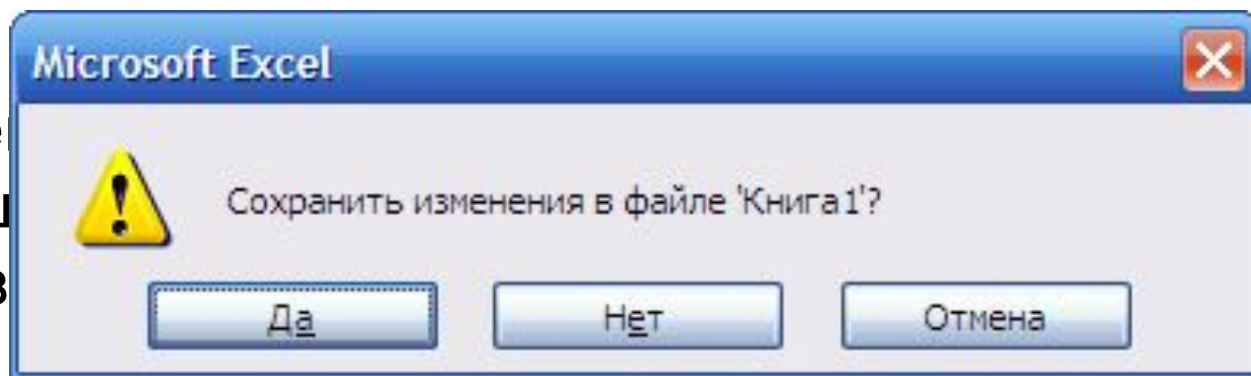 Microsoft Excel
Сохранить изменения в файле 'Книга1'?
Да
Нет
Отмена